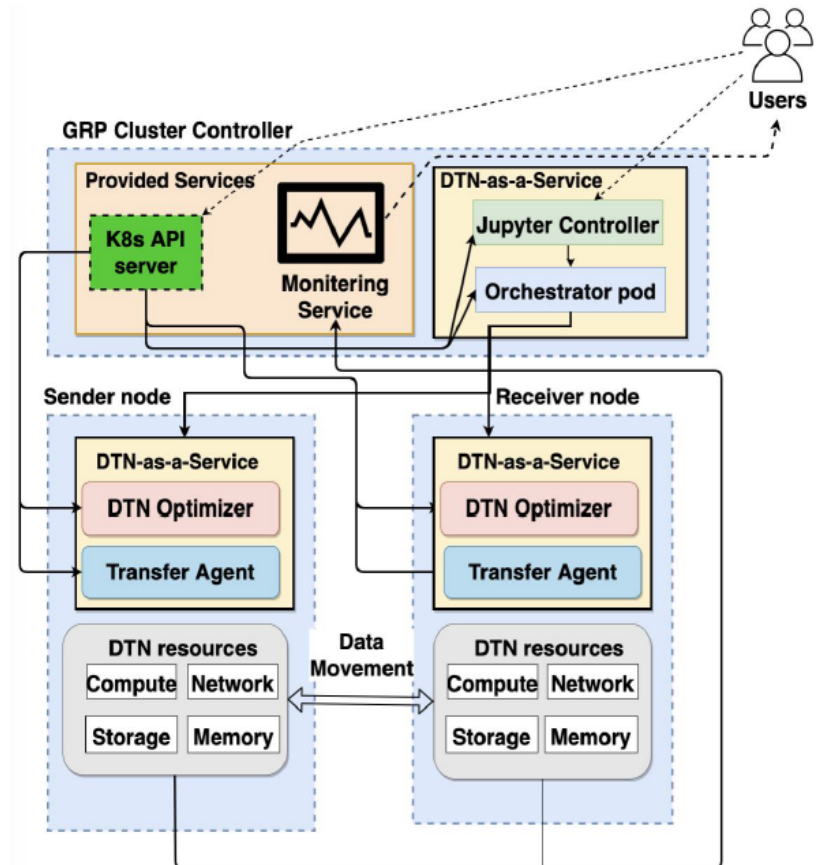 Users
GRP Cluster Controller
Provided Services
K8s API
server
Monitering
Service
DTN-as-a-Service
Jupyter Controller
Orchestrator pod
Sender node
DTN-as-a-Service
DTN Optimizer
Transfer Agent
DTN resources
Compute
Network
Storage
Memory
Data
Movement
Receiver node
DTN-as-a-Service
DTN Optimizer
Transfer Agent
DTN resources
Compute
Network
Storage
Memory